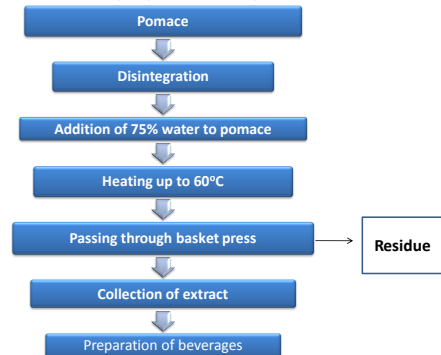 Pomace
Disintegration
Addition of 75% water to pomace
Heating up to 60°C
Passing through basket press
Residue
Collection of extract
Preparation of beverages